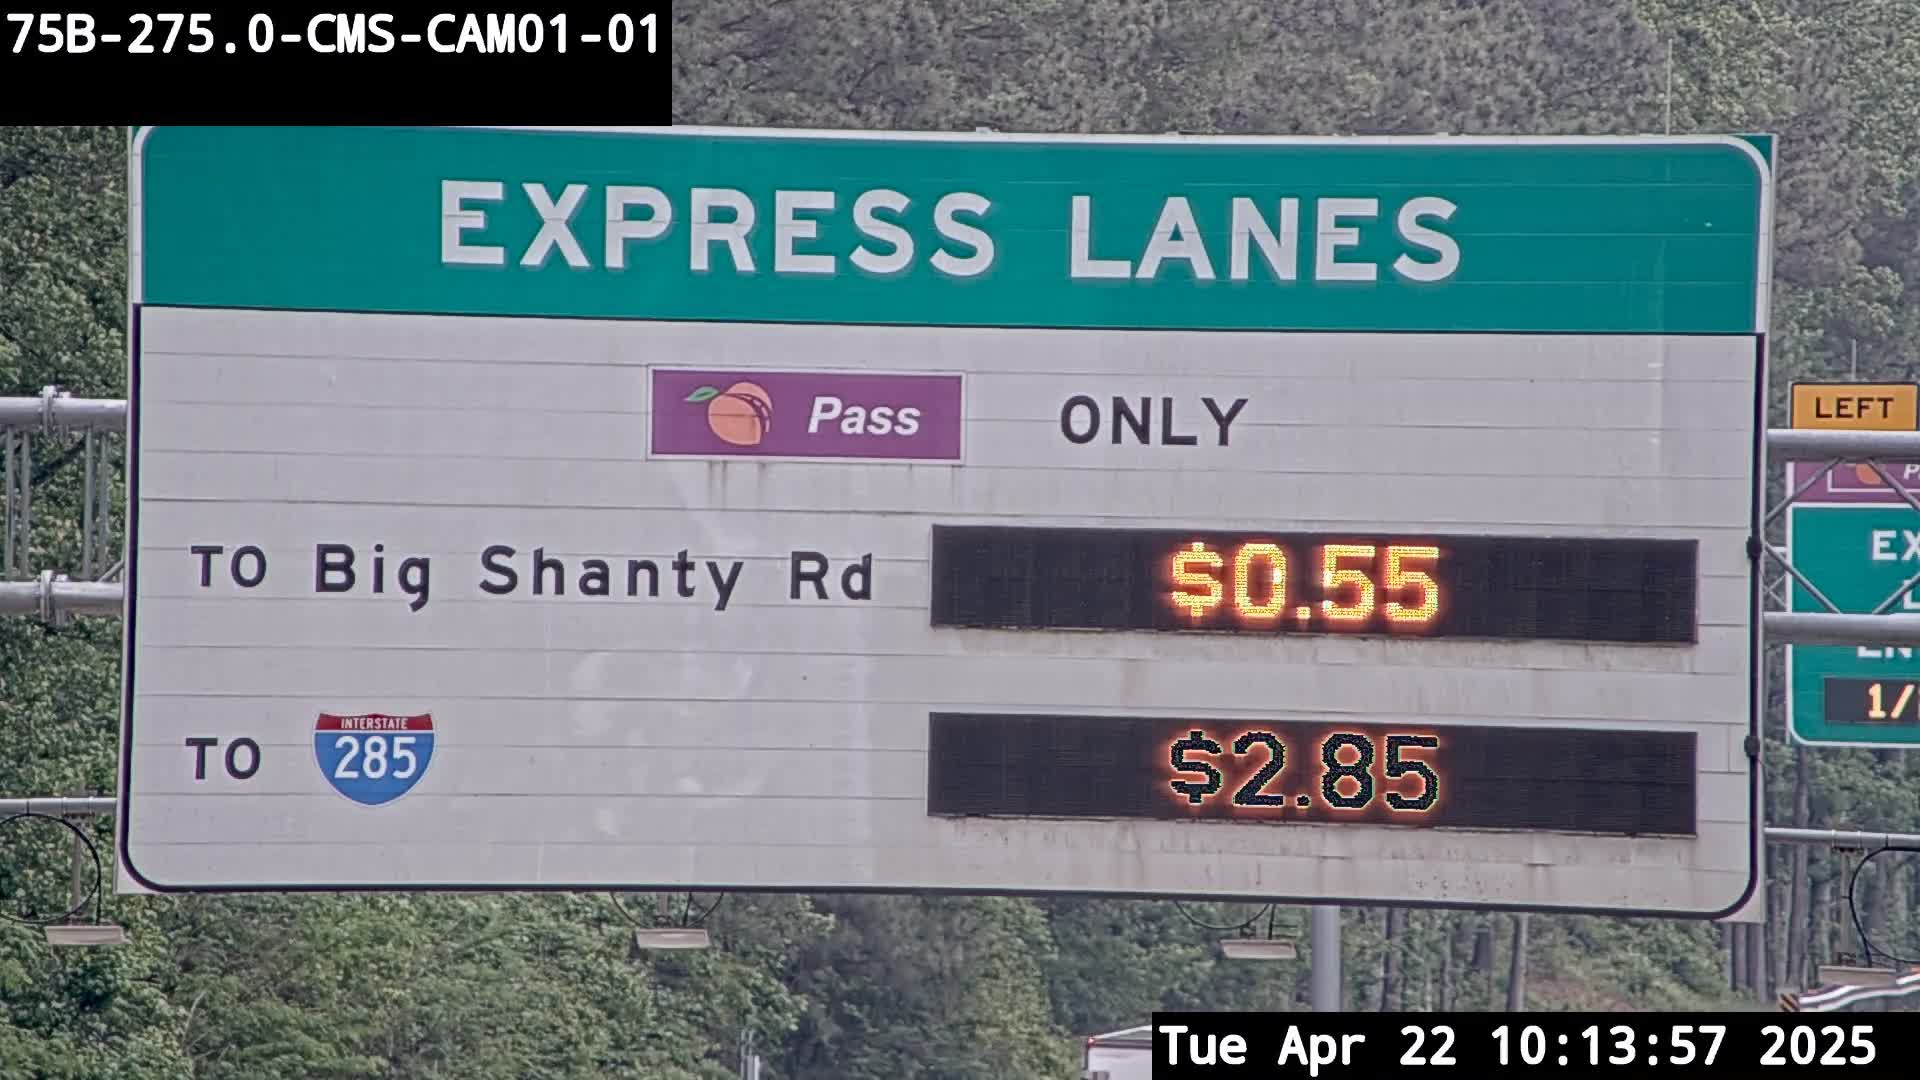 75B-275.0-CMS-CAM01-01
EXPRESS LANES
Pass ONLY
TO Big Shanty Rd $0.55
TO INTERSTATE 285 $2.85
LEFT
Tue Apr 22 10:13:57 2025